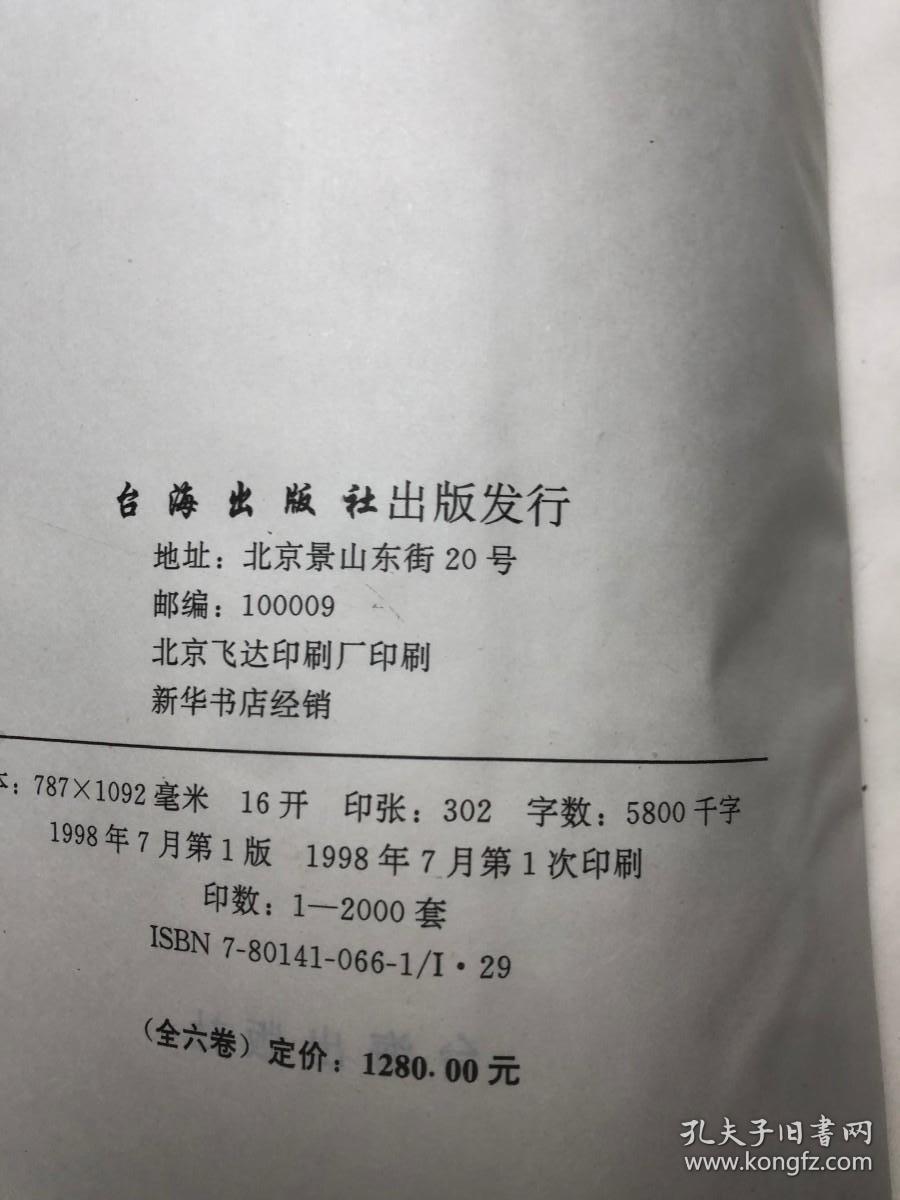 台海出版社出版发行
地址：北京景山东街20号
邮编：100009
北京飞达印刷厂印刷
新华书店经销
本：787×1092毫米 16开 印张：302 字数：5800千字
1998年7月第1版 1998年7月第1次印刷
印数：1—2000套
ISBN 7-80141-066-1/I·29
（全六卷）定价：1280.00元
孔夫子旧書网
www.kongfz.com